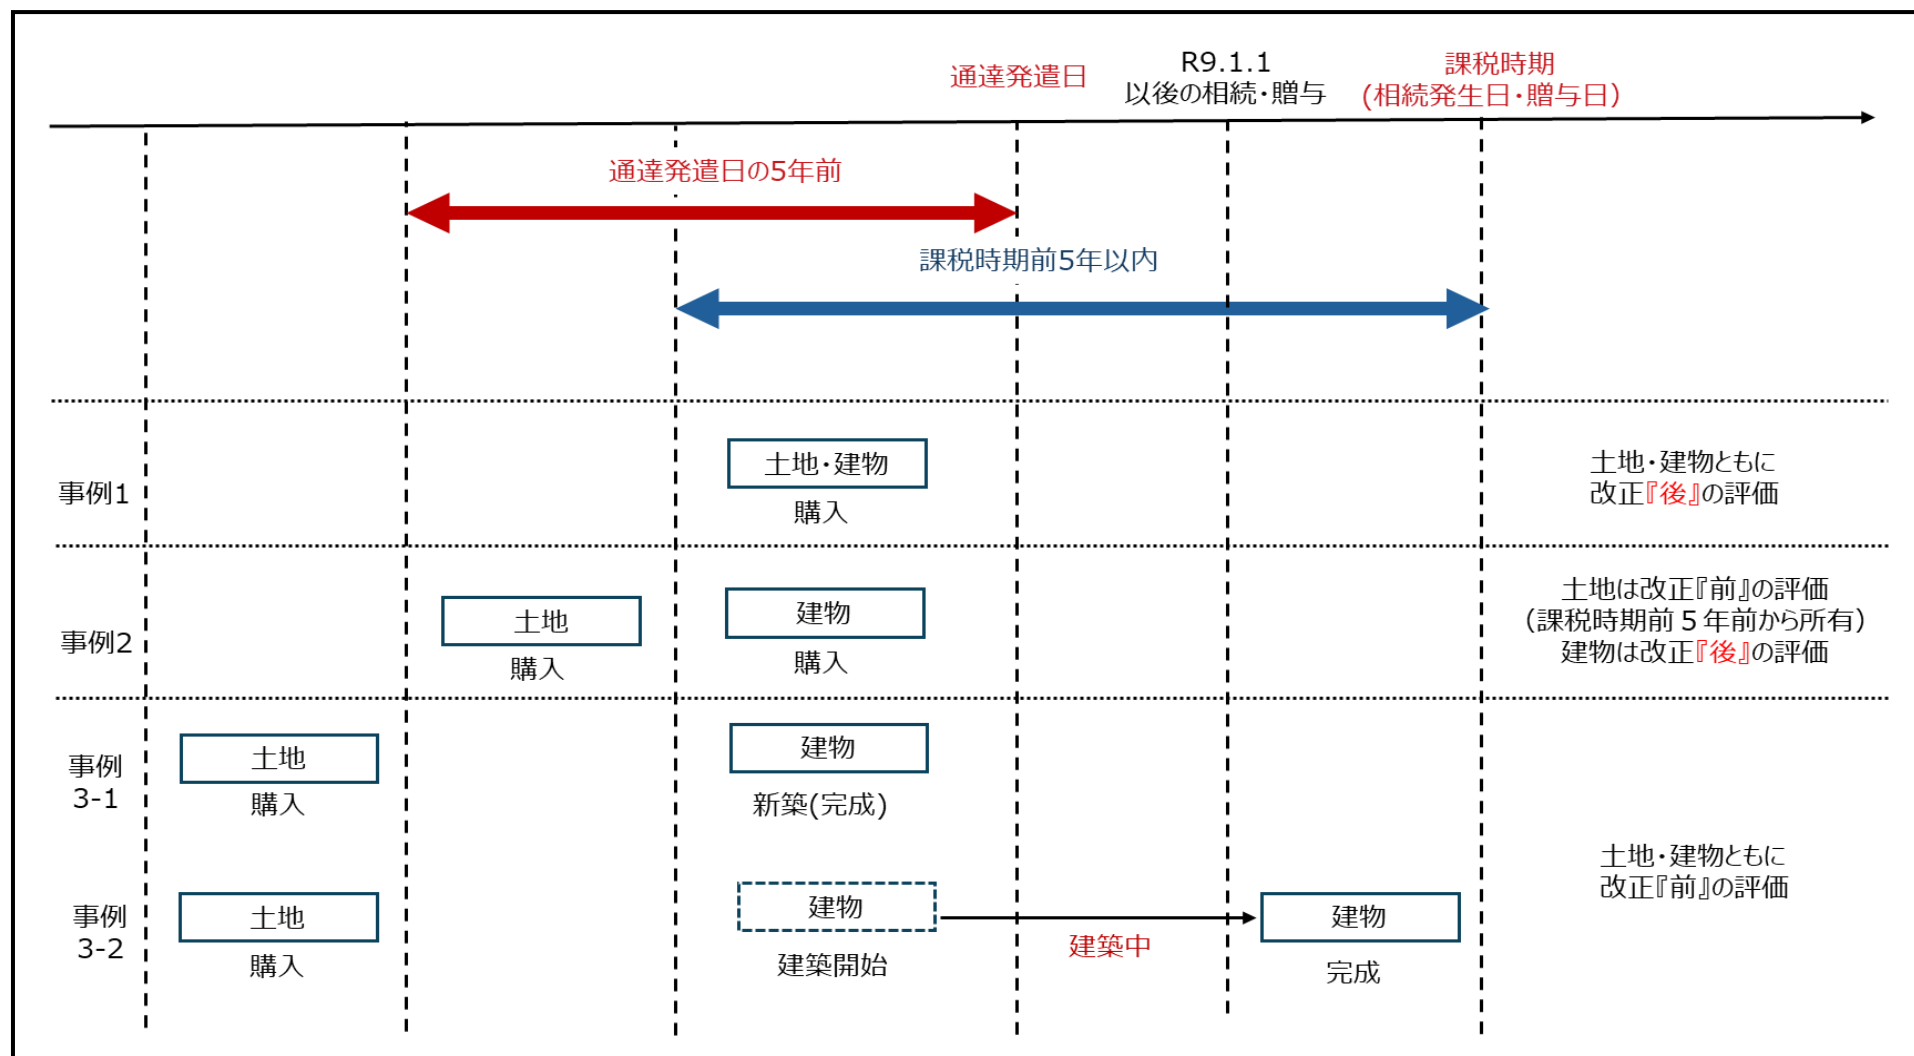 通達発遣日
R9.1.1
以後の相続・贈与
課税時期
(相続発生日・贈与日)
通達発遣日の5年前
課税時期前5年以内
事例1
土地・建物
購入
土地・建物ともに
改正『後』の評価
事例2
土地
購入
建物
購入
土地は改正『前』の評価
(課税時期前５年前から所有)
建物は改正『後』の評価
事例
3-1
土地
購入
建物
新築(完成)
事例
3-2
土地
購入
建物
建築開始
建築中
建物
完成
土地・建物ともに
改正『前』の評価